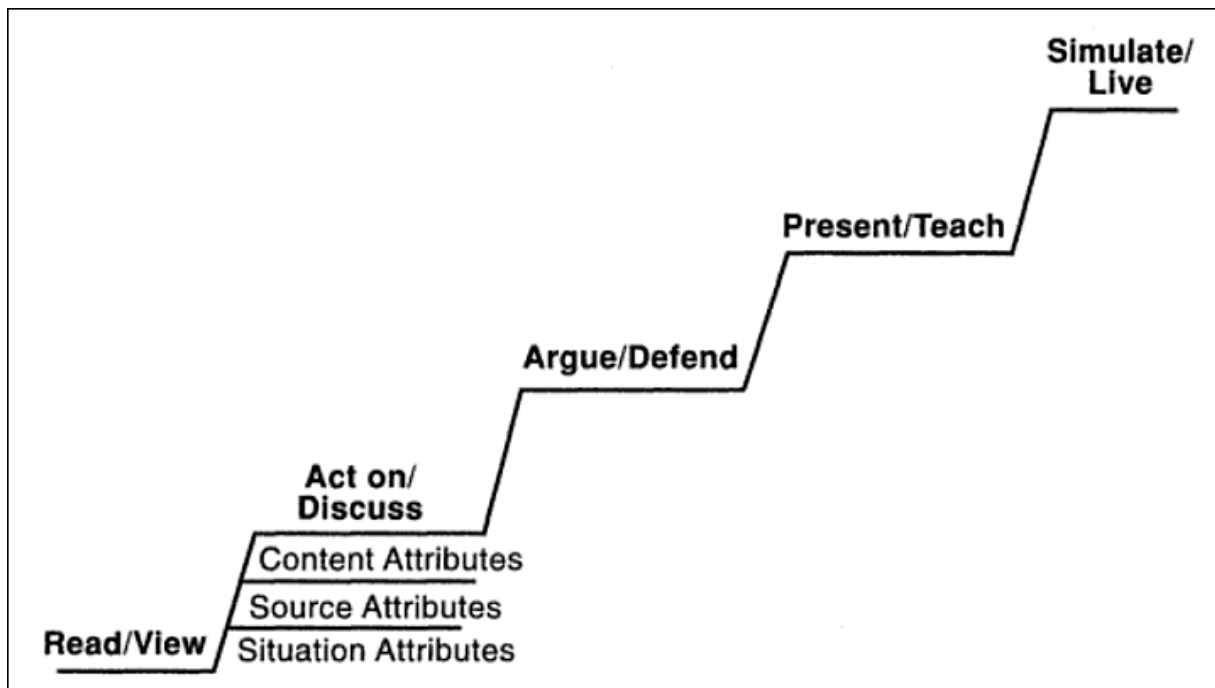 Simulate/
Live
Present/Teach
Argue/Defend
Act on/
Discuss
Content Attributes
Source Attributes
Read/View
Situation Attributes